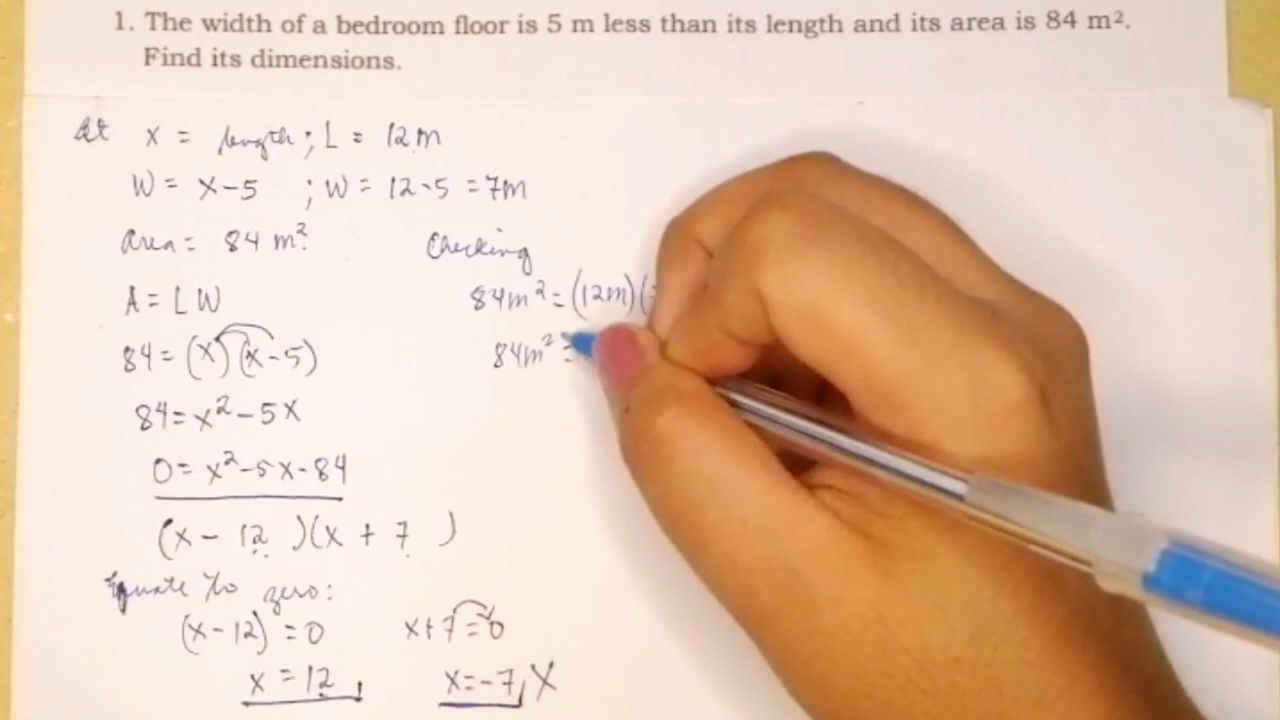 1. The width of a bedroom floor is 5 m less than its length and its area is 84 m².
Find its dimensions.
x = length ; L = 12m
W = x-5 ; W = 12-5 = 7m
Area = 84 m².
Checking
A = L W
84m² = (12m)(
84 = (x)(x-5)
84m² =
84 = x² - 5x
0 = x² - 5x - 84
(x - 12)(x + 7)
Equate to zero:
(x-12) = 0 x+7 = 0
x = 12 x = -7 X